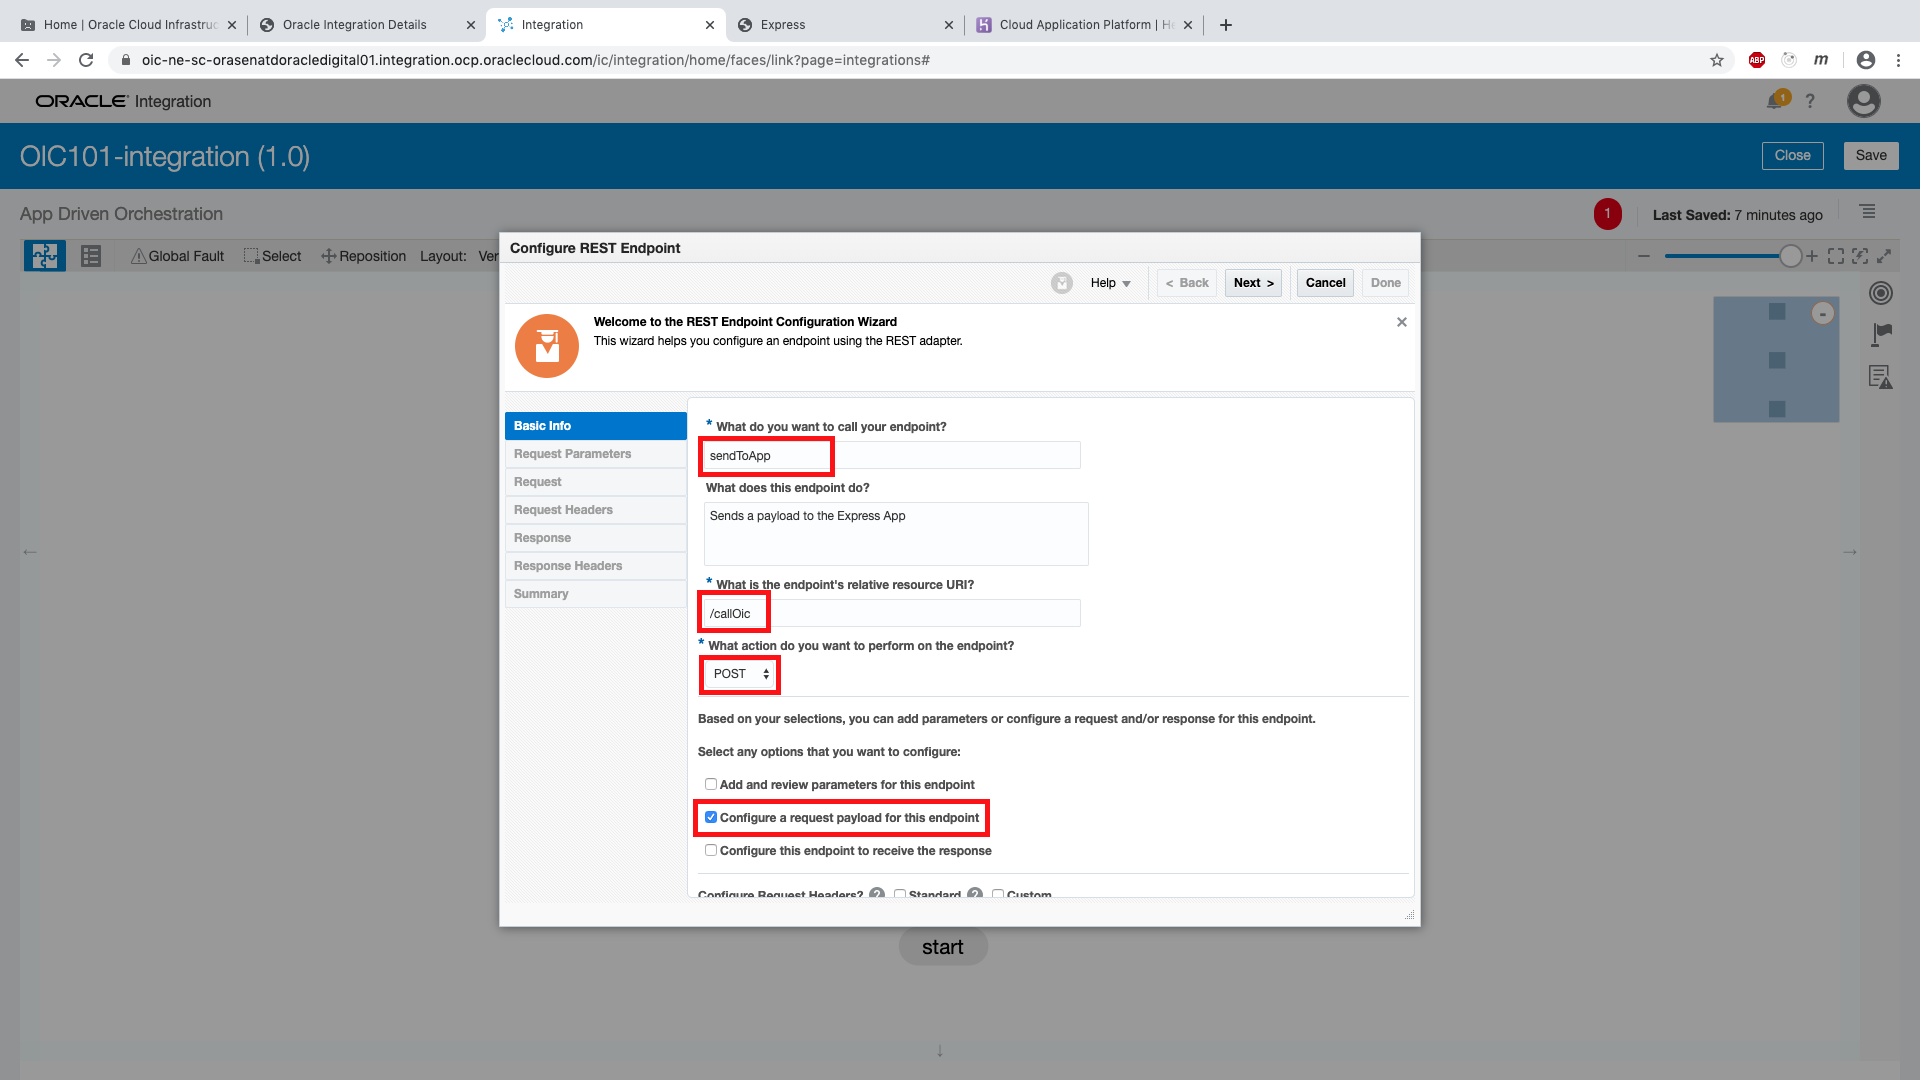 Home | Oracle Cloud Infrastruc
Oracle Integration Details
Integration
Express
Cloud Application Platform | He
oic-ne-sc-orasenatdoracledigital01.integration.ocp.oraclecloud.com/ic/integration/home/faces/link?page=integrations#
ABP
m
ORACLE Integration
1
?
OIC101-integration (1.0)
Close
Save
App Driven Orchestration
1
Last Saved: 7 minutes ago
Global Fault
Select
Reposition
Layout:
Ver
Configure REST Endpoint
Help
< Back
Next >
Cancel
Done
Welcome to the REST Endpoint Configuration Wizard
This wizard helps you configure an endpoint using the REST adapter.
Basic Info
Request Parameters
Request
Request Headers
Response
Response Headers
Summary
* What do you want to call your endpoint?
sendToApp
What does this endpoint do?
Sends a payload to the Express App
* What is the endpoint's relative resource URI?
/callOic
* What action do you want to perform on the endpoint?
POST
Based on your selections, you can add parameters or configure a request and/or response for this endpoint.
Select any options that you want to configure:
Add and review parameters for this endpoint
Configure a request payload for this endpoint
Configure this endpoint to receive the response
Configure Request Headers? ? Standard ? Custom
start